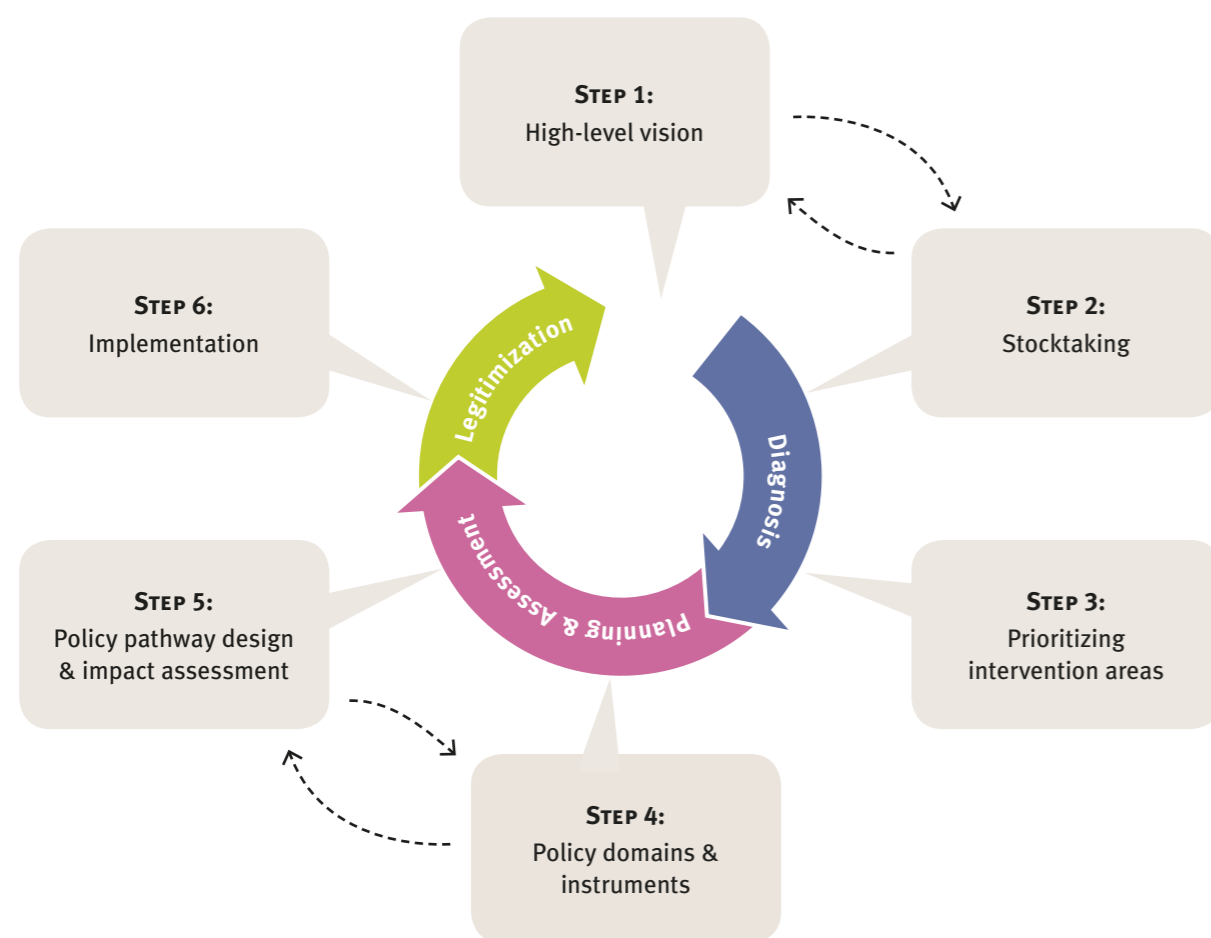 STEP 1:
High-level vision
STEP 2:
Stocktaking
STEP 3:
Prioritizing
intervention areas
STEP 4:
Policy domains &
instruments
STEP 5:
Policy pathway design
& impact assessment
STEP 6:
Implementation
Diagnosis
Planning & Assessment
Legitimization